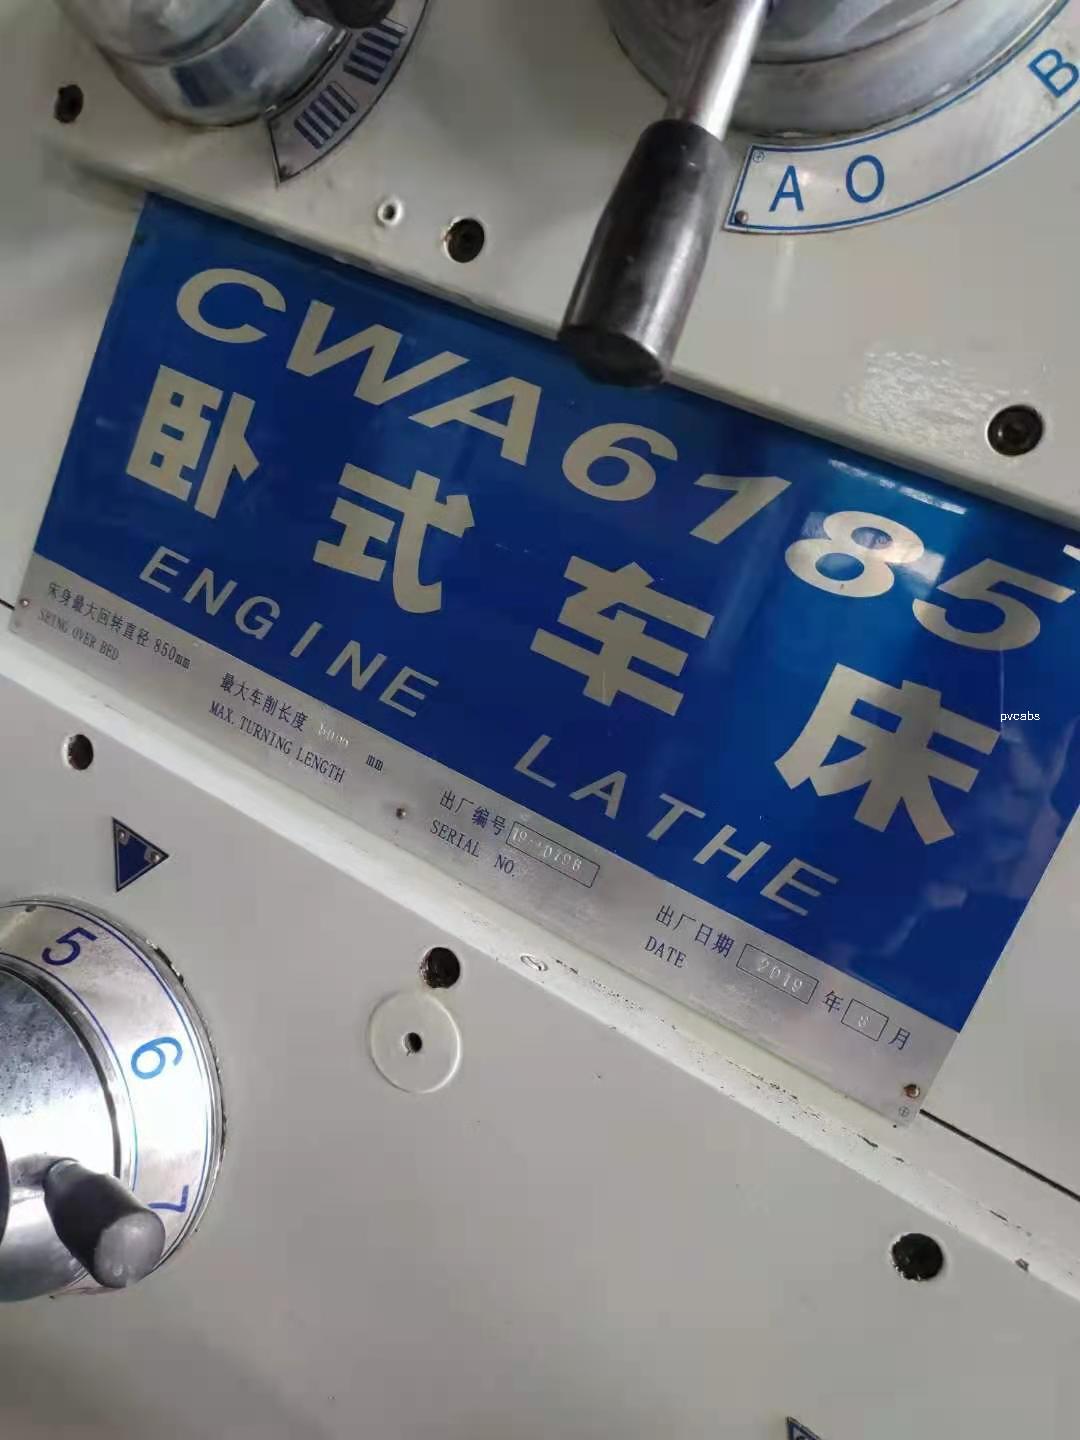 A O B
CWA6185
卧式车床
ENGINE LATHE
床身最大回转直径 850mm
SEING OVER BED
最大车削长度 mm
MAX. TURNING LENGTH
出厂编号
SERIAL NO.
出厂日期 2019 年 8 月
DATE
pvcabs
5
6
7